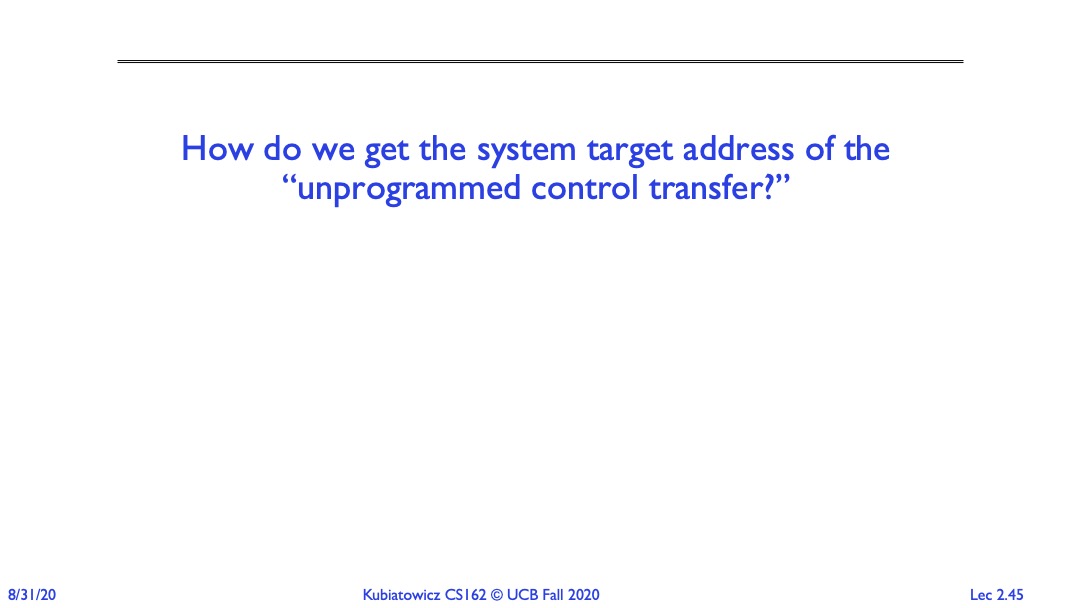 How do we get the system target address of the
“unprogrammed control transfer?”
8/31/20
Kubiatowicz CS162 © UCB Fall 2020
Lec 2.45